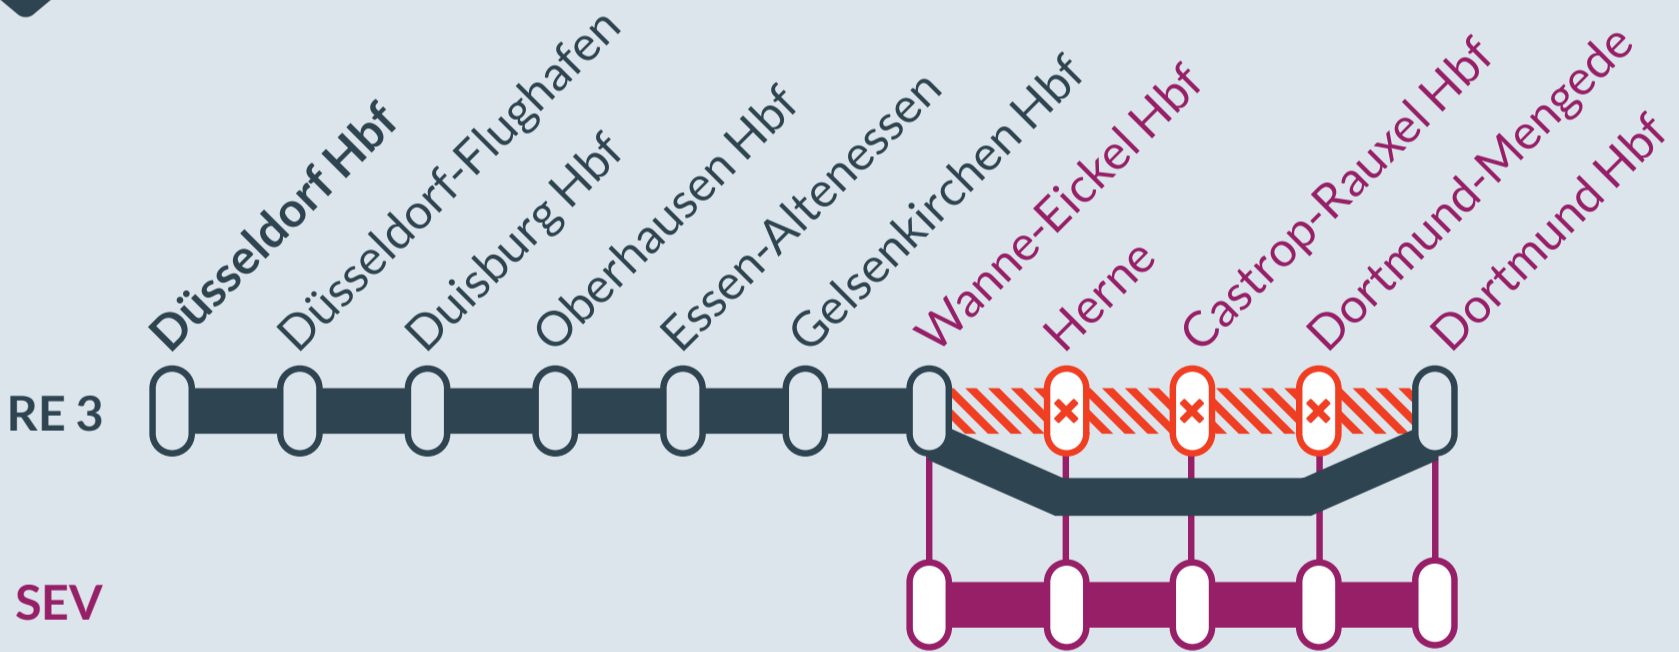 Düsseldorf Hbf
Düsseldorf-Flughafen
Duisburg Hbf
Oberhausen Hbf
Essen-Altenessen
Gelsenkirchen Hbf
Wanne-Eickel Hbf
Herne
Castrop-Rauxel Hbf
Dortmund-Mengede
Dortmund Hbf
RE 3
SEV